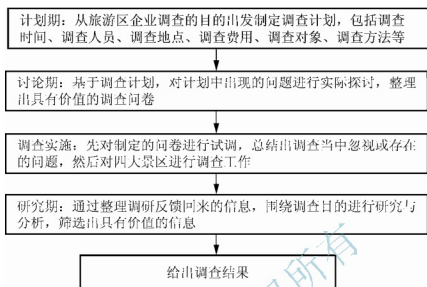 计划期：从旅游区企业调查的目的出发制定调查计划，包括调查
时间、调查人员、调查地点、调查费用、调查对象、调查方法等
讨论期：基于调查计划，对计划中出现的问题进行实际探讨，整理
出具有价值的调查问卷
调查实施：先对制定的问卷进行试调，总结出调查当中忽视或存在
的问题，然后对四大景区进行调查工作
研究期：通过整理调研反馈回来的信息，围绕调查目的进行研究与
分析，筛选出具有价值的信息
所有
给出调查结果